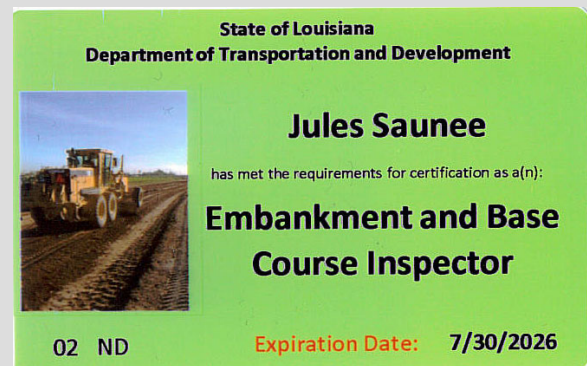 State of Louisiana
Department of Transportation and Development
Jules Saunee
has met the requirements for certification as a(n):
Embankment and Base
Course Inspector
02 ND
Expiration Date: 7/30/2026